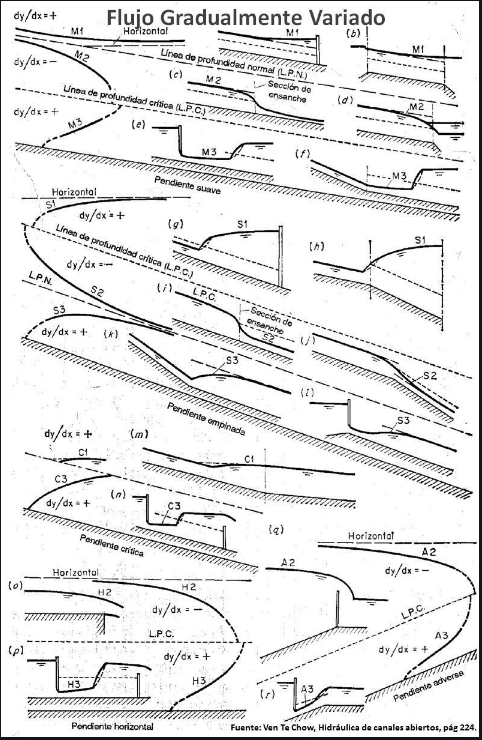 Flujo Gradualmente Variado
dy/dx = +
M1
Horizontal
M1
(b)
M1
dy/dx = −
M2
Línea de profundidad normal (L.P.N.)
(c)
M2
Sección de
ensanche
(d)
M2
Línea de profundidad crítica (L.P.C.)
dy/dx = +
M3
(e)
M3
(f)
M3
Pendiente suave
Horizontal
S1
dy/dx = +
Línea de profundidad crítica (L.P.C.)
(g)
S1
(h)
S1
dy/dx = −
L.P.N.
S2
(i)
L.P.C.
Sección de
ensanche
S2
(j)
S2
S3
dy/dx = +
(k)
S3
(l)
S3
Pendiente empinada
dy/dx = +
C1
(m)
C1
C3
dy/dx = +
(n)
C3
Pendiente crítica
(q)
Horizontal
A2
A2
dy/dx = −
L.P.C.
dy/dx = +
A3
(r)
A3
Pendiente adversa
Horizontal
(o)
H2
H2
dy/dx = −
L.P.C.
(p)
H3
dy/dx = +
H3
Pendiente horizontal
Fuente: Ven Te Chow, Hidráulica de canales abiertos, pág 224.